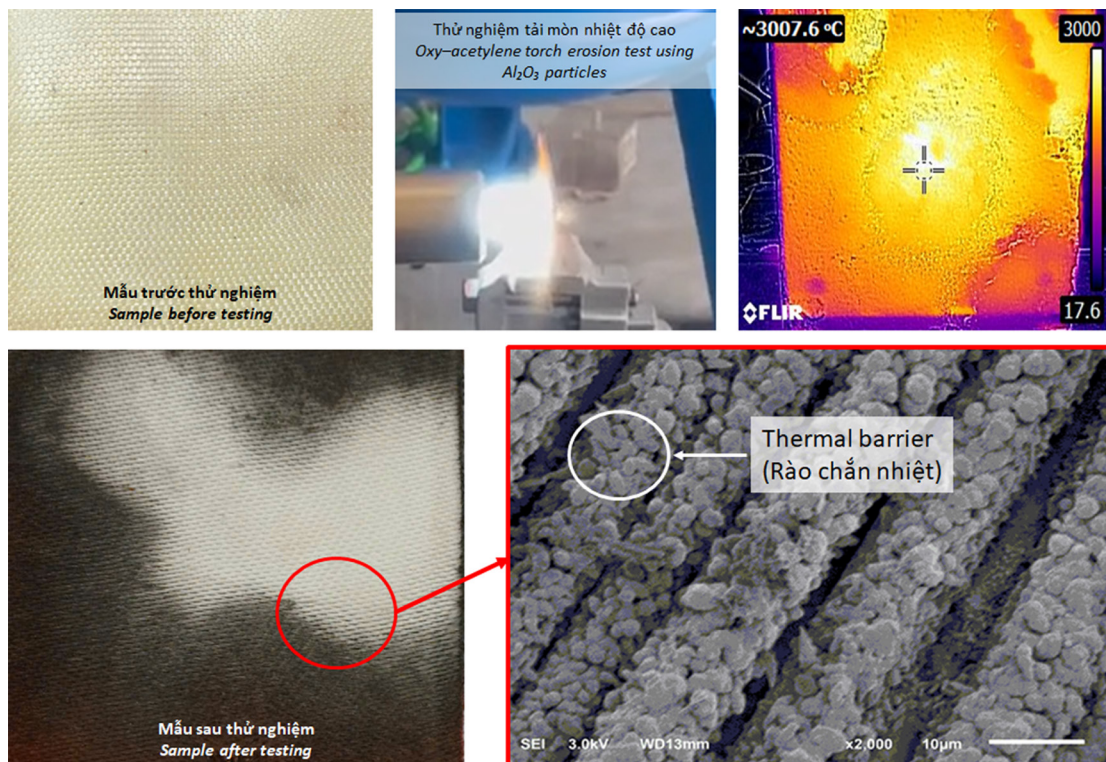 Mẫu trước thử nghiệm
Sample before testing
Thử nghiệm tải mòn nhiệt độ cao
Oxy–acetylene torch erosion test using
Al₂O₃ particles
~3007.6 ºC
3000
FLIR
17.6
Mẫu sau thử nghiệm
Sample after testing
Thermal barrier
(Rào chắn nhiệt)
SEI 3.0kV WD13mm x2,000 10μm